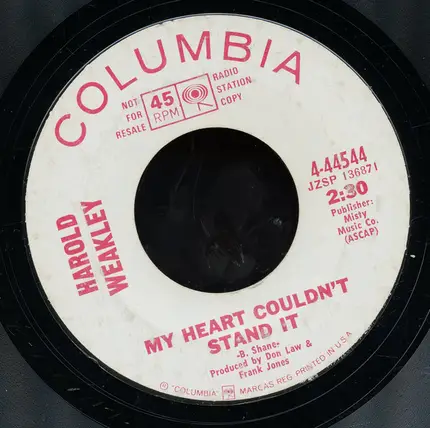 COLUMBIA
NOT
FOR
RESALE
45
RPM
RADIO
STATION
COPY
4-44544
JZSP 136871
2:30
Publisher:
Misty
Music Co.
(ASCAP)
HAROLD
WEAKLEY
MY HEART COULDN'T
STAND IT
-B. Shane-
Produced by Don Law &
Frank Jones
® "COLUMBIA" MARCAS REG. PRINTED IN U.S.A.